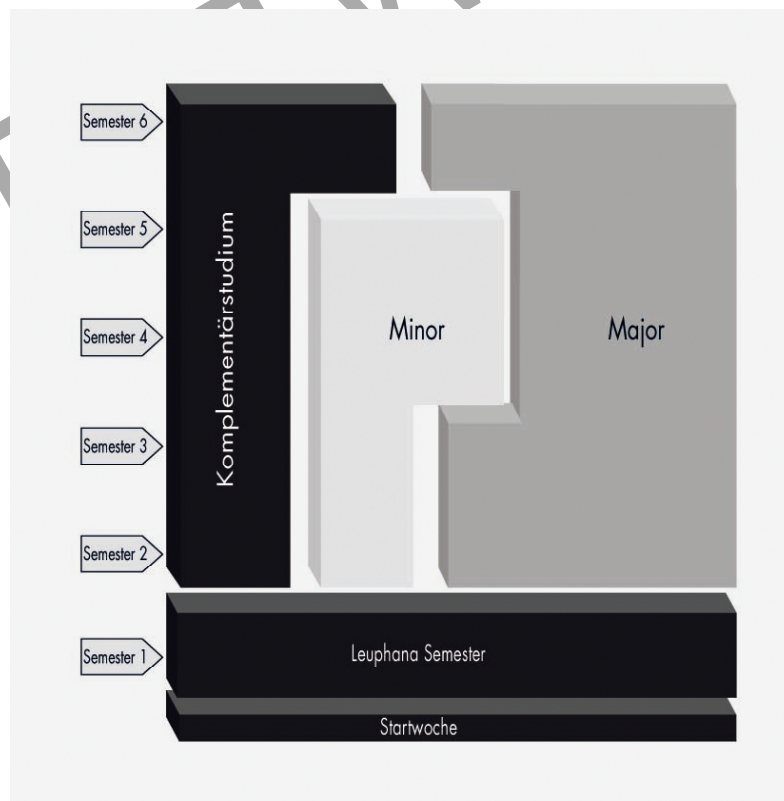 Semester 6
Semester 5
Komplementärstudium
Minor
Major
Semester 4
Semester 3
Semester 2
Semester 1
Leuphana Semester
Startwoche